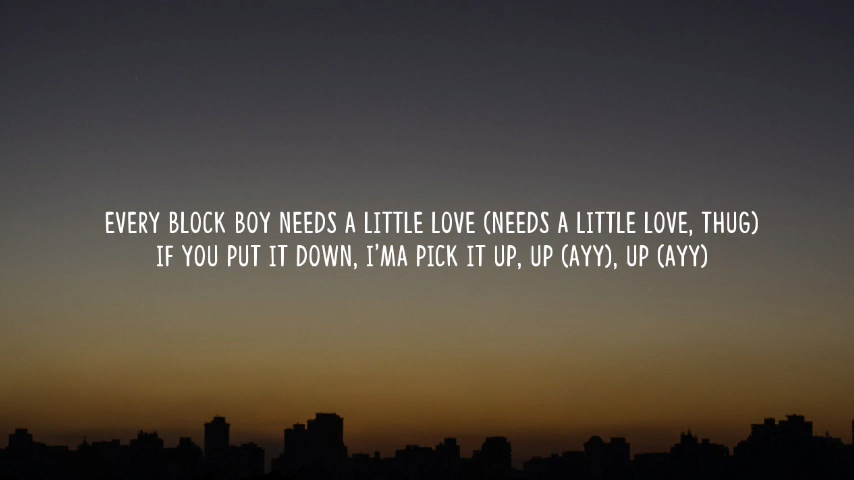 EVERY BLOCK BOY NEEDS A LITTLE LOVE (NEEDS A LITTLE LOVE, THUG)
IF YOU PUT IT DOWN, I'MA PICK IT UP, UP (AYY), UP (AYY)